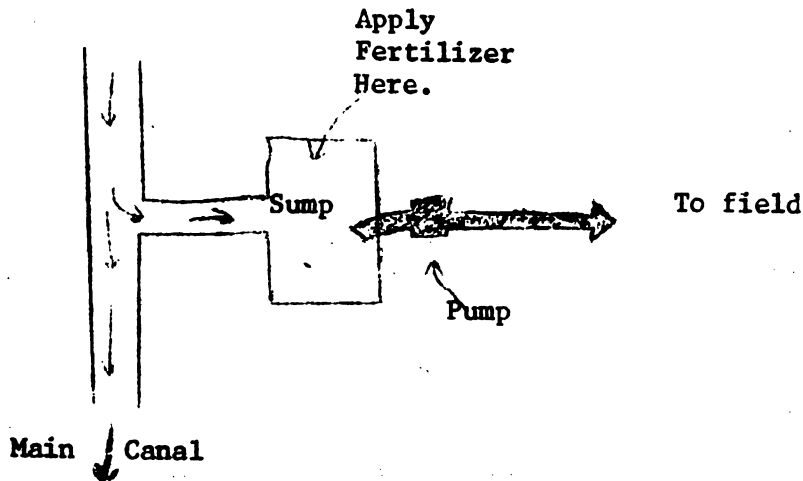 Apply
Fertilizer
Here.
Sump
To field
Pump
Main Canal